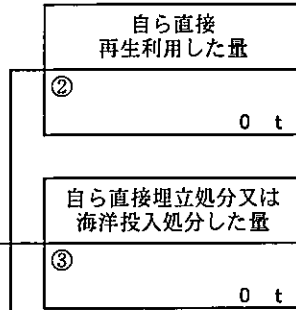 自ら直接
再生利用した量
②
0 t
自ら直接埋立処分又は
海洋投入処分した量
③
0 t